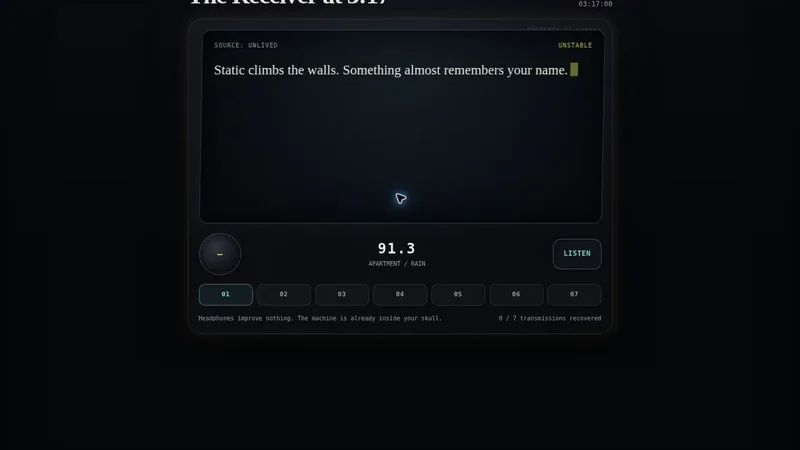 The Receiver at 3:17
03:17:00
SOURCE: UNLIVED
UNSTABLE
Static climbs the walls. Something almost remembers your name.
91.3
APARTMENT / RAIN
LISTEN
01
02
03
04
05
06
07
Headphones improve nothing. The machine is already inside your skull.
0 / 7 transmissions recovered